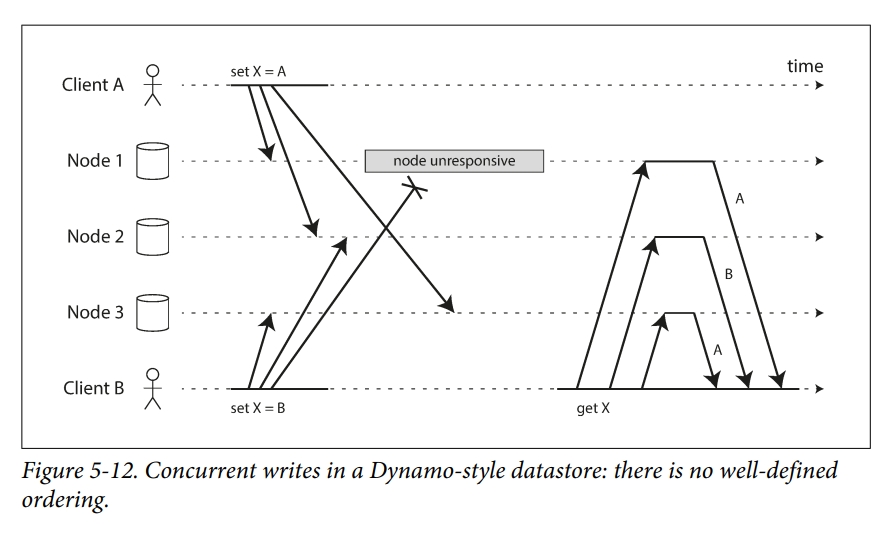 time
set X = A
Client A
Node 1
node unresponsive
A
Node 2
B
Node 3
A
Client B
set X = B
get X
Figure 5-12. Concurrent writes in a Dynamo-style datastore: there is no well-defined
ordering.